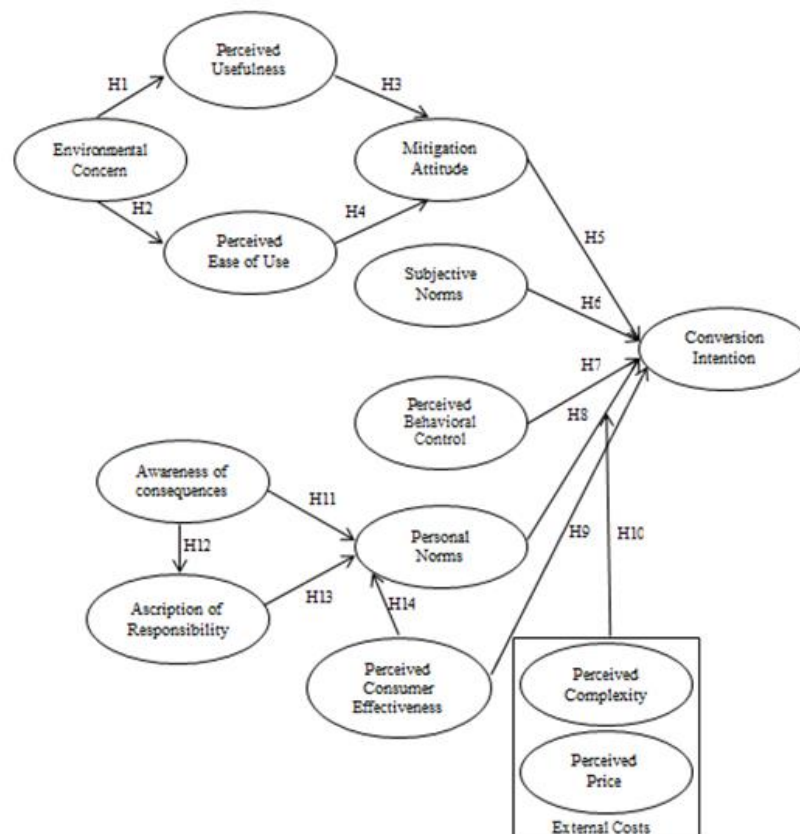 Perceived
Usefulness
H1
H3
Environmental
Concern
Mitigation
Attitude
H2
H4
Perceived
Ease of Use
H5
Subjective
Norms
H6
Conversion
Intention
H7
Perceived
Behavioral
Control
H8
Awareness of
consequences
H11
H12
Personal
Norms
H9
H10
Ascription of
Responsibility
H13
H14
Perceived
Consumer
Effectiveness
Perceived
Complexity
Perceived
Price
External Costs